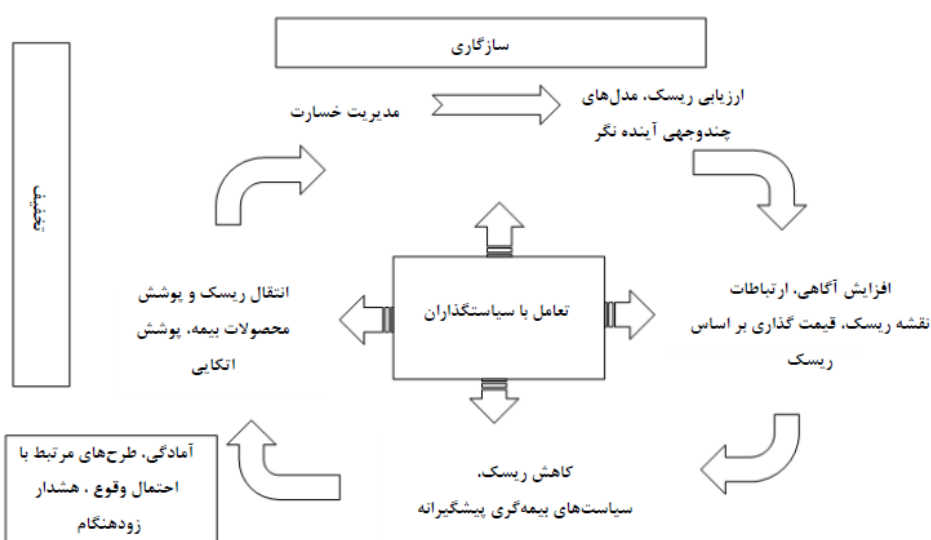 سازگاری
ارزیابی ریسک، مدل‌های
چندوجهی آینده نگر
مدیریت خسارت
تخفیف
افزایش آگاهی، ارتباطات
نقشه ریسک، قیمت گذاری بر اساس
ریسک
تعامل با سیاستگذاران
انتقال ریسک و پوشش
محصولات بیمه، پوشش
اتکایی
کاهش ریسک،
سیاست‌های بیمه‌گری پیشگیرانه
آمادگی، طرح‌های مرتبط با
احتمال وقوع ، هشدار
زودهنگام